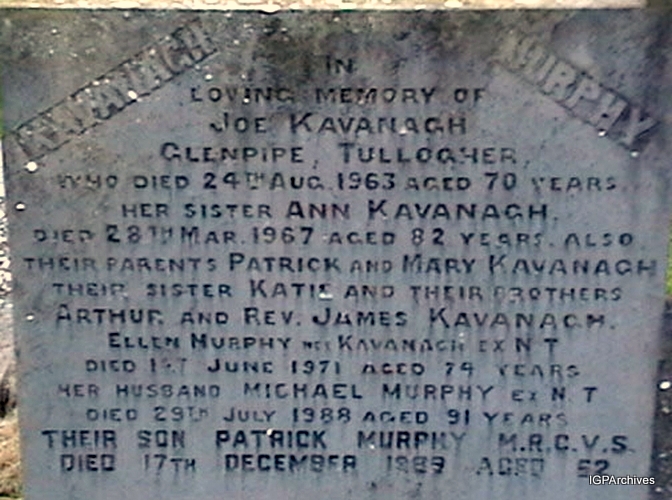 KAVANAGH
MURPHY
IN
LOVING MEMORY OF
JOE KAVANAGH
GLENPIPE, TULLOGHER,
WHO DIED 24TH AUG. 1963 AGED 70 YEARS.
HER SISTER ANN KAVANAGH.
DIED 28TH MAR. 1967 AGED 82 YEARS. ALSO
THEIR PARENTS PATRICK AND MARY KAVANAGH
THEIR SISTER KATIE AND THEIR BROTHERS
ARTHUR AND REV. JAMES KAVANAGH.
ELLEN MURPHY NEE KAVANAGH EX N T
DIED 1ST JUNE 1971 AGED 74 YEARS
HER HUSBAND MICHAEL MURPHY EX N T
DIED 29TH JULY 1988 AGED 91 YEARS
THEIR SON PATRICK MURPHY M.R.C.V.S.
DIED 17TH DECEMBER 1989 AGED 52
IGPArchives